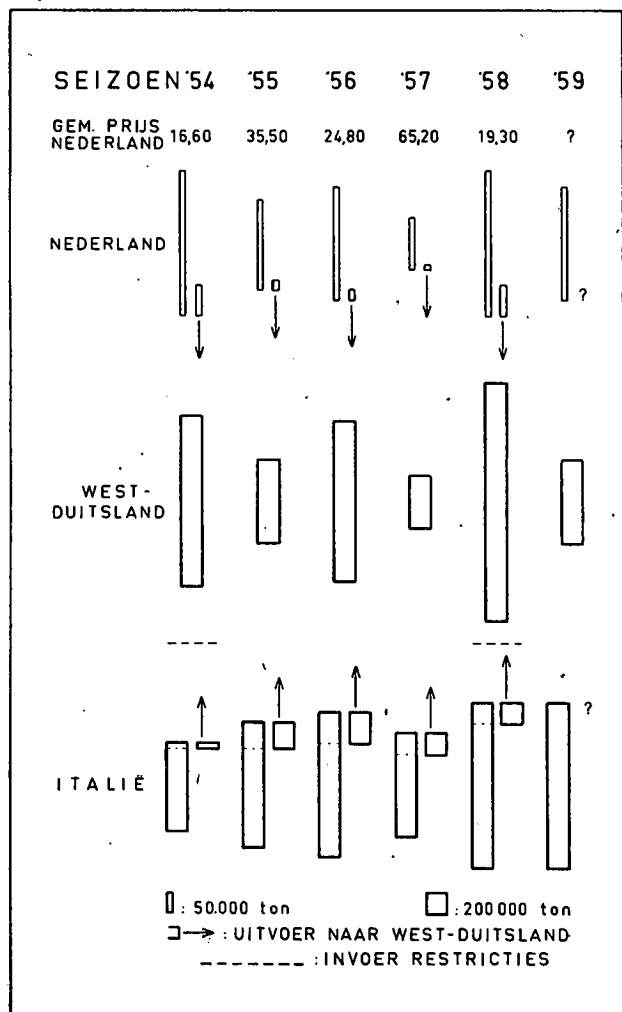 SEIZOEN '54 '55 '56 '57 '58 '59
GEM. PRIJS
NEDERLAND 16,60 35,50 24,80 65,20 19,30 ?
NEDERLAND ?
WEST-
DUITSLAND
ITALIË ?
: 50.000 ton : 200 000 ton
: UITVOER NAAR WEST-DUITSLAND
: INVOER RESTRICTIES